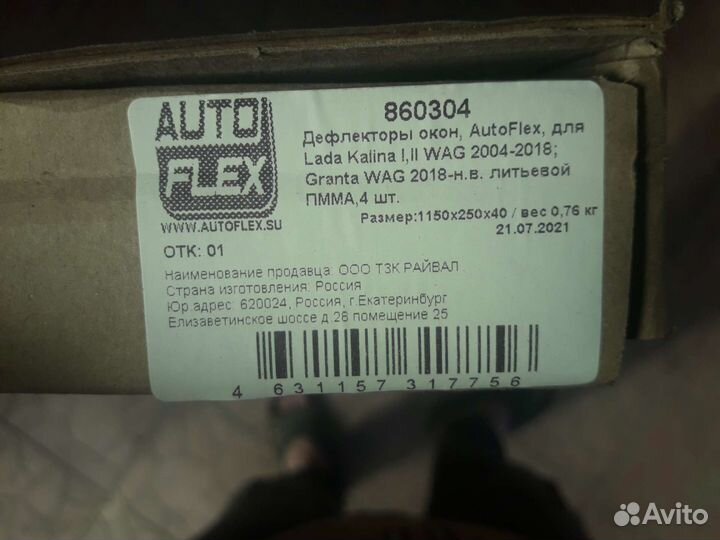 AUTO
FLEX
WWW.AUTOFLEX.SU
860304
Дефлекторы окон, AutoFlex, для
Lada Kalina I,II WAG 2004-2018;
Granta WAG 2018-н.в. литьевой
ПММА,4 шт.
Размер:1150х250х40 / вес 0,76 кг
21.07.2021
ОТК: 01
Наименование продавца: ООО ТЗК РАЙВАЛ
Страна изготовления: Россия
Юр.адрес: 620024, Россия, г.Екатеринбург
Елизаветинское шоссе д.28 помещение 25
4 631157 317756
Avito